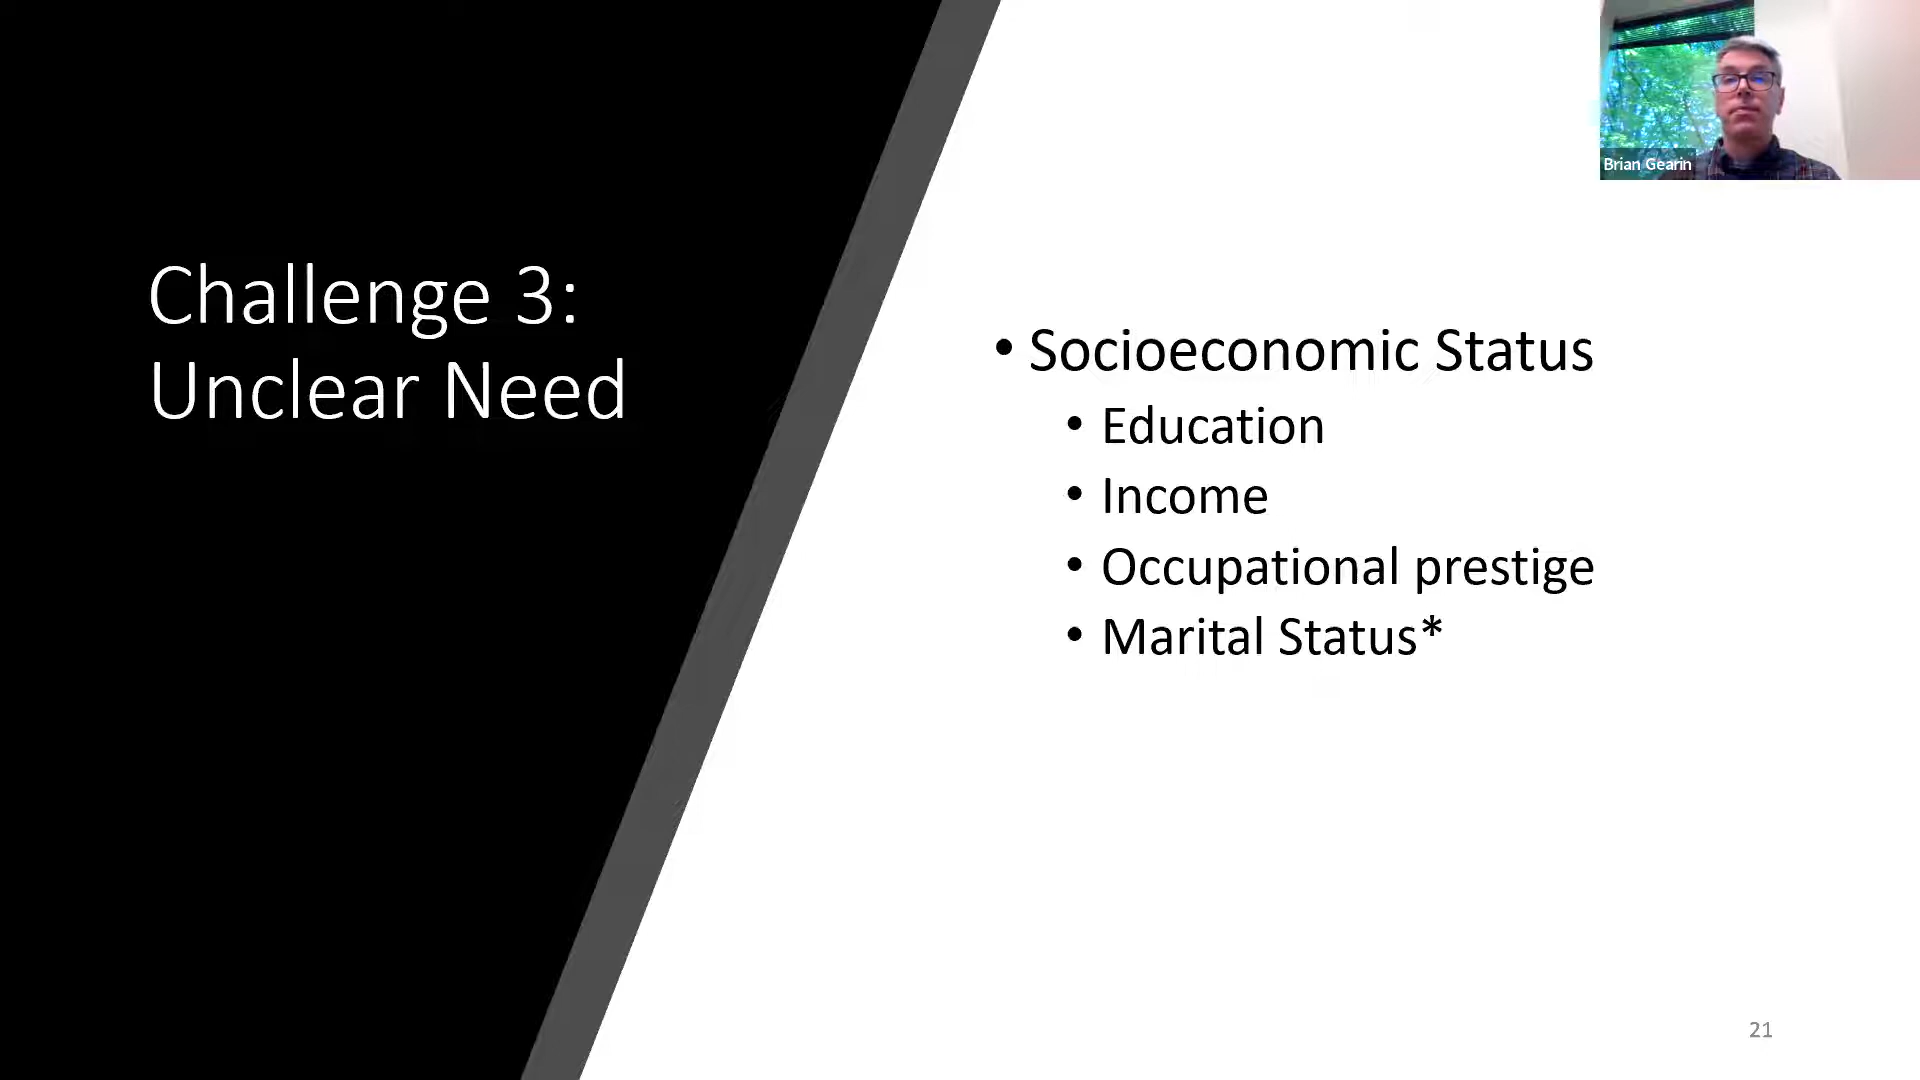 Brian Gearin
Challenge 3:
Unclear Need
• Socioeconomic Status
• Education
• Income
• Occupational prestige
• Marital Status*
21